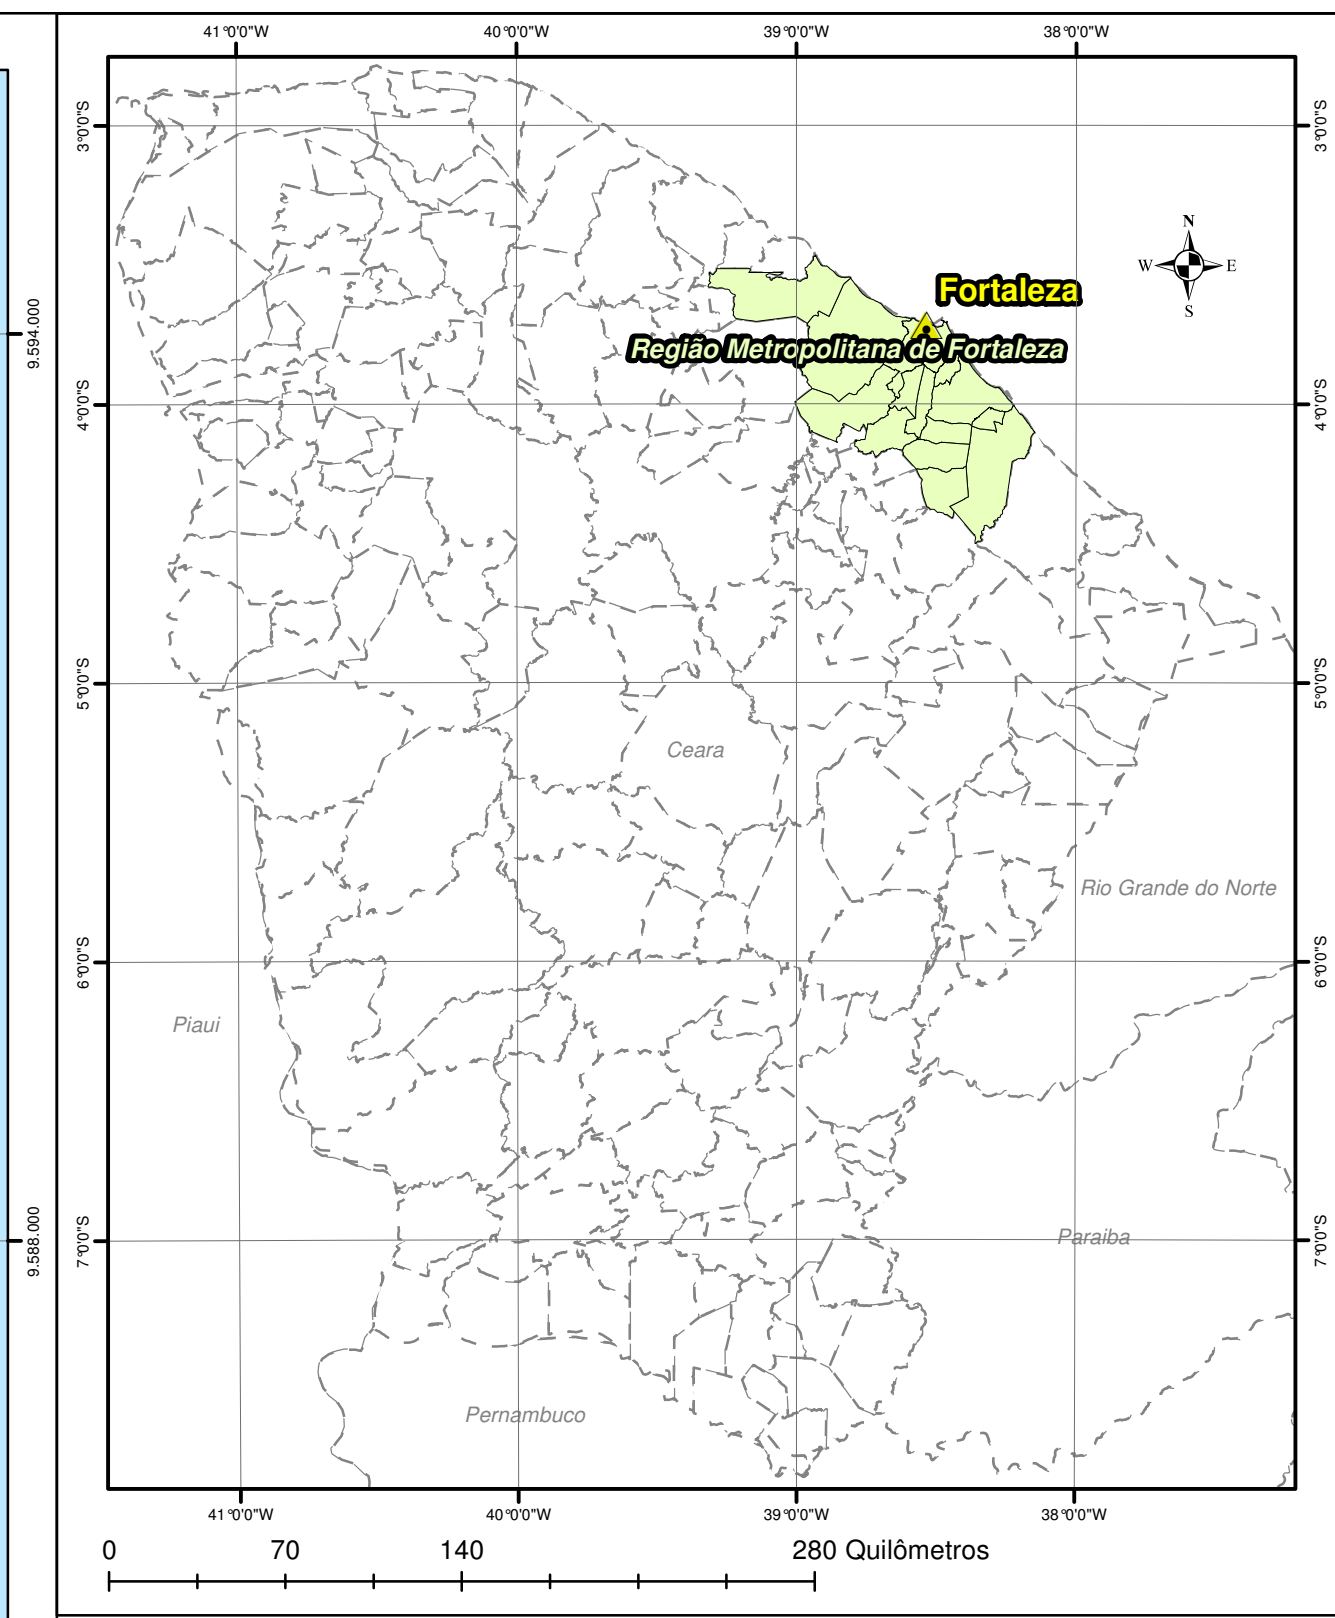 41°0'0"W 40°0'0"W 39°0'0"W 38°0'0"W
3°0'0"S 3°0'0"S
N
W E
S
Fortaleza
9.594.000
Região Metropolitana de Fortaleza
4°0'0"S 4°0'0"S
5°0'0"S 5°0'0"S
Ceara
Rio Grande do Norte
6°0'0"S 6°0'0"S
Piaui
9.588.000
7°0'0"S 7°0'0"S
Paraiba
Pernambuco
41°0'0"W 40°0'0"W 39°0'0"W 38°0'0"W
0 70 140 280 Quilômetros